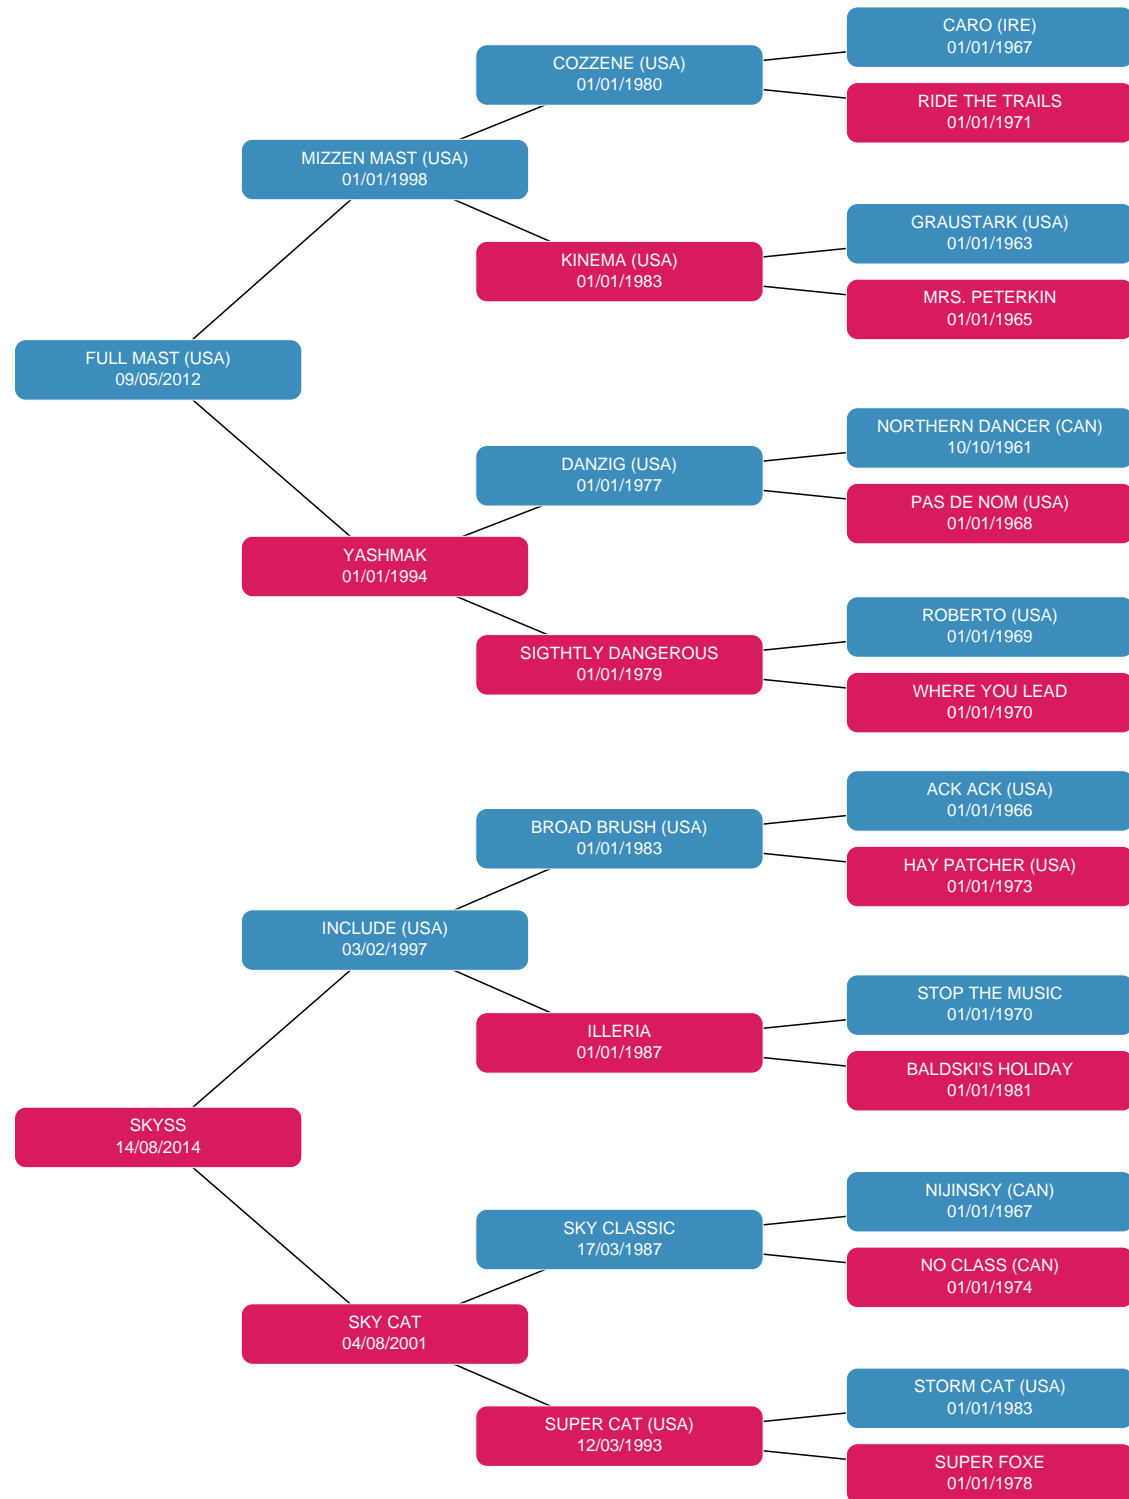 CARO (IRE)
01/01/1967
COZZENE (USA)
01/01/1980
RIDE THE TRAILS
01/01/1971
MIZZEN MAST (USA)
01/01/1998
GRAUSTARK (USA)
01/01/1963
KINEMA (USA)
01/01/1983
MRS. PETERKIN
01/01/1965
FULL MAST (USA)
09/05/2012
NORTHERN DANCER (CAN)
10/10/1961
DANZIG (USA)
01/01/1977
PAS DE NOM (USA)
01/01/1968
YASHMAK
01/01/1994
ROBERTO (USA)
01/01/1969
SIGTHTLY DANGEROUS
01/01/1979
WHERE YOU LEAD
01/01/1970
ACK ACK (USA)
01/01/1966
BROAD BRUSH (USA)
01/01/1983
HAY PATCHER (USA)
01/01/1973
INCLUDE (USA)
03/02/1997
STOP THE MUSIC
01/01/1970
ILLERIA
01/01/1987
BALDSKI'S HOLIDAY
01/01/1981
SKYSS
14/08/2014
NIJINSKY (CAN)
01/01/1967
SKY CLASSIC
17/03/1987
NO CLASS (CAN)
01/01/1974
SKY CAT
04/08/2001
STORM CAT (USA)
01/01/1983
SUPER CAT (USA)
12/03/1993
SUPER FOXE
01/01/1978